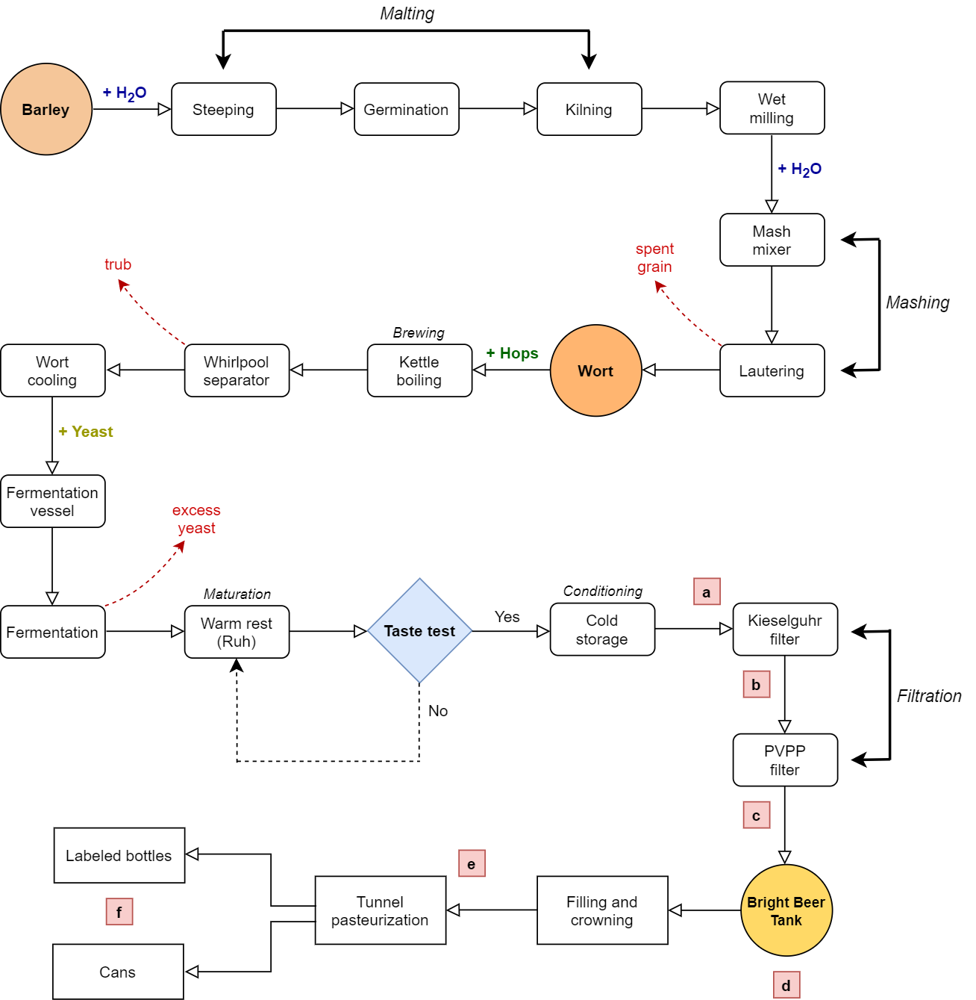 Malting
Barley
+ H₂O
Steeping
Germination
Kilning
Wet
milling
+ H₂O
Mash
mixer
Mashing
spent
grain
trub
Lautering
Wort
+ Hops
Brewing
Kettle
boiling
Whirlpool
separator
Wort
cooling
+ Yeast
Fermentation
vessel
excess
yeast
Fermentation
Maturation
Warm rest
(Ruh)
Taste test
Yes
No
Conditioning
Cold
storage
a
Kieselguhr
filter
b
Filtration
PVPP
filter
c
Bright Beer
Tank
d
Filling and
crowning
e
Tunnel
pasteurization
Labeled bottles
f
Cans